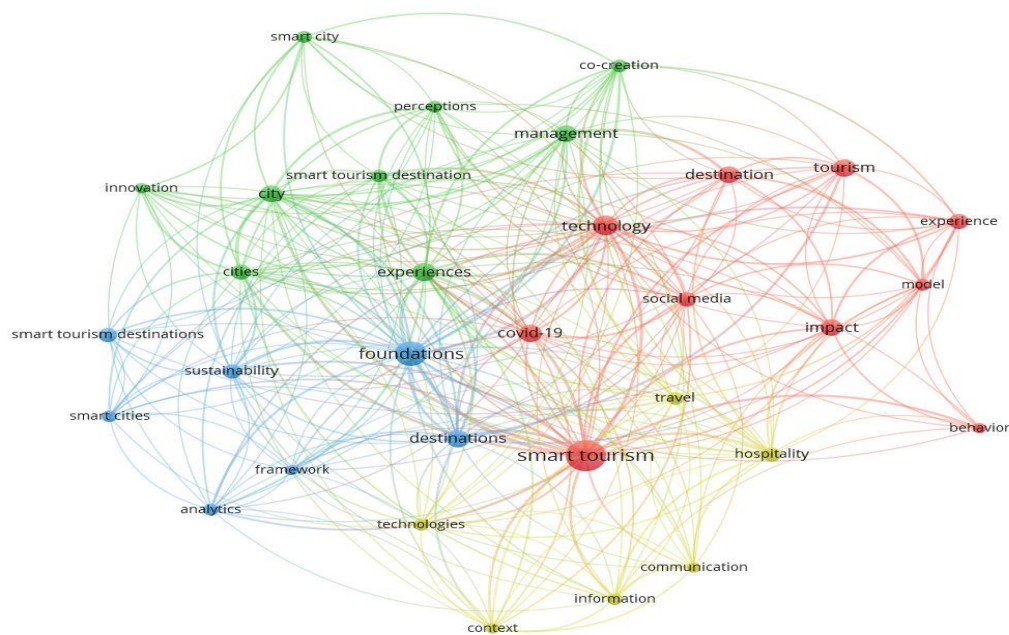 smart city
co-creation
perceptions
management
smart tourism destination
destination
tourism
innovation
city
technology
experience
cities
experiences
model
social media
smart tourism destinations
covid-19
impact
foundations
sustainability
travel
smart cities
destinations
behavior
smart tourism
hospitality
framework
analytics
technologies
communication
information
context